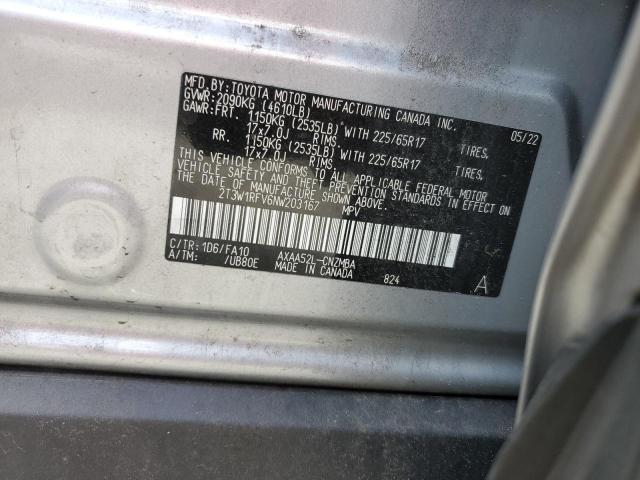 MFD. BY: TOYOTA MOTOR MANUFACTURING CANADA INC.
GVWR: 2090KG (4610LB) 05/22
GAWR: FRT. 1150KG (2535LB) WITH 225/65R17 TIRES,
17x7.0J RIMS,
RR. 1150KG (2535LB) WITH 225/65R17 TIRES,
17x7.0J RIMS,
THIS VEHICLE CONFORMS TO ALL APPLICABLE FEDERAL MOTOR
VEHICLE SAFETY AND THEFT PREVENTION STANDARDS IN EFFECT ON
THE DATE OF MANUFACTURE SHOWN ABOVE.
2T3W1RFV6NW203167 MPV
C/TR: 1D6/FA10 AXAA52L-CNZMBA
A/TM: /UB80E MADE IN CANADA 824 A